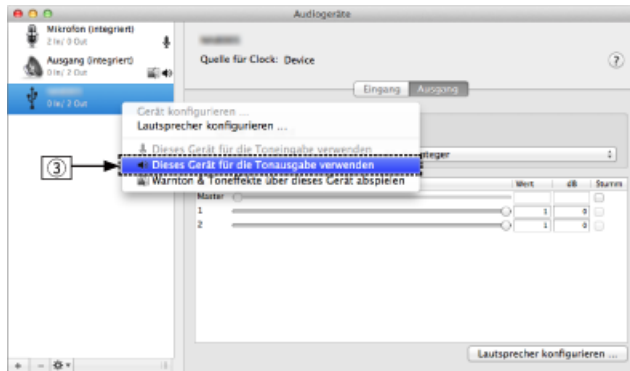 Audiogeräte
Mikrofon (integriert)
2 In/ 0 Out
Ausgang (integriert)
0 In/ 2 Out
0 In/ 2 Out
Quelle für Clock: Device
?
Eingang Ausgang
Gerät konfigurieren ...
Lautsprecher konfigurieren ...
Dieses Gerät für die Toneingabe verwenden
③
Dieses Gerät für die Tonausgabe verwenden
Warnton & Toneffekte über dieses Gerät abspielen
nteger
Wert dB Stumm
Master
1 1 0
2 1 0
Lautsprecher konfigurieren ...